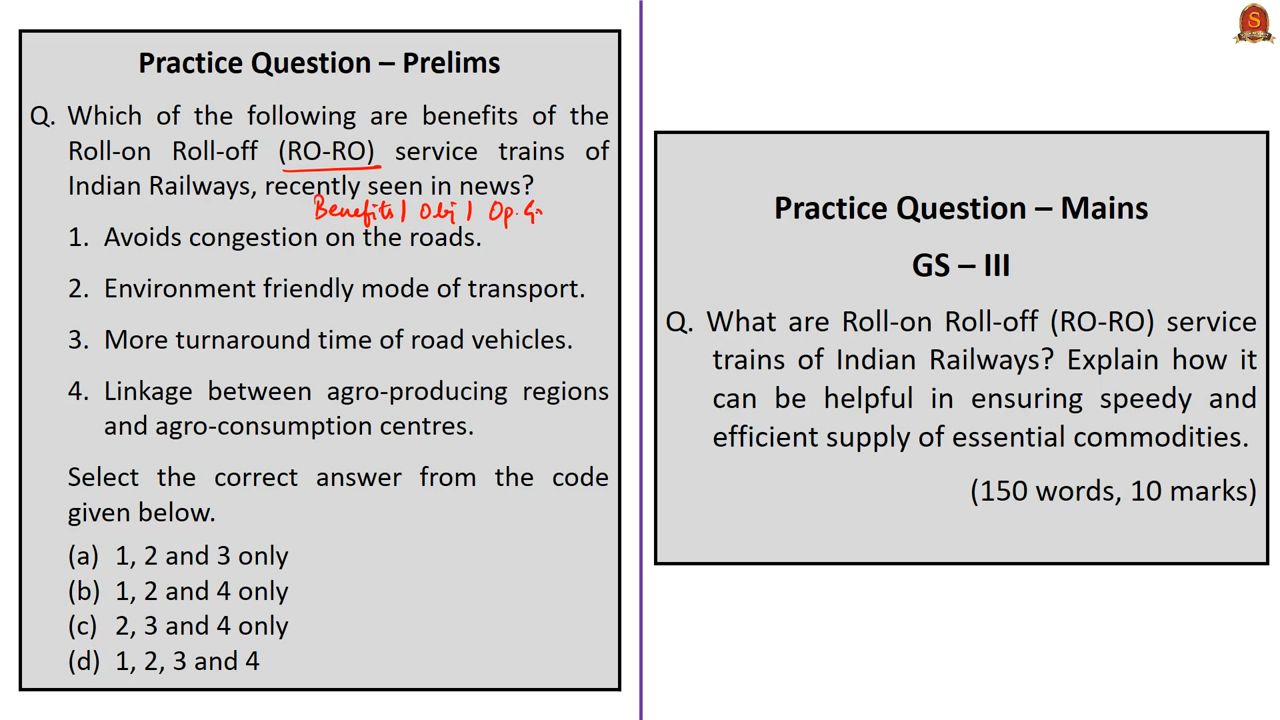 Practice Question – Prelims
Q. Which of the following are benefits of the
Roll-on Roll-off (RO-RO) service trains of
Indian Railways, recently seen in news?
Benefits | Obj |
1. Avoids congestion on the roads.
2. Environment friendly mode of transport.
3. More turnaround time of road vehicles.
4. Linkage between agro-producing regions
and agro-consumption centres.
Select the correct answer from the code
given below.
(a) 1, 2 and 3 only
(b) 1, 2 and 4 only
(c) 2, 3 and 4 only
(d) 1, 2, 3 and 4
S
Practice Question – Mains
GS – III
Q. What are Roll-on Roll-off (RO-RO) service
trains of Indian Railways? Explain how it
can be helpful in ensuring speedy and
efficient supply of essential commodities.
(150 words, 10 marks)